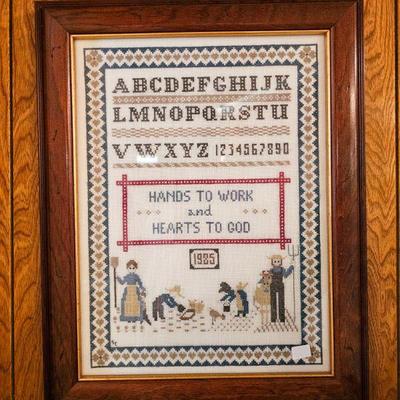 ABCDEFGHIJK
LMNOPQRSTU
VWXYZ 1234567890
HANDS TO WORK
and
HEARTS TO GOD
1985